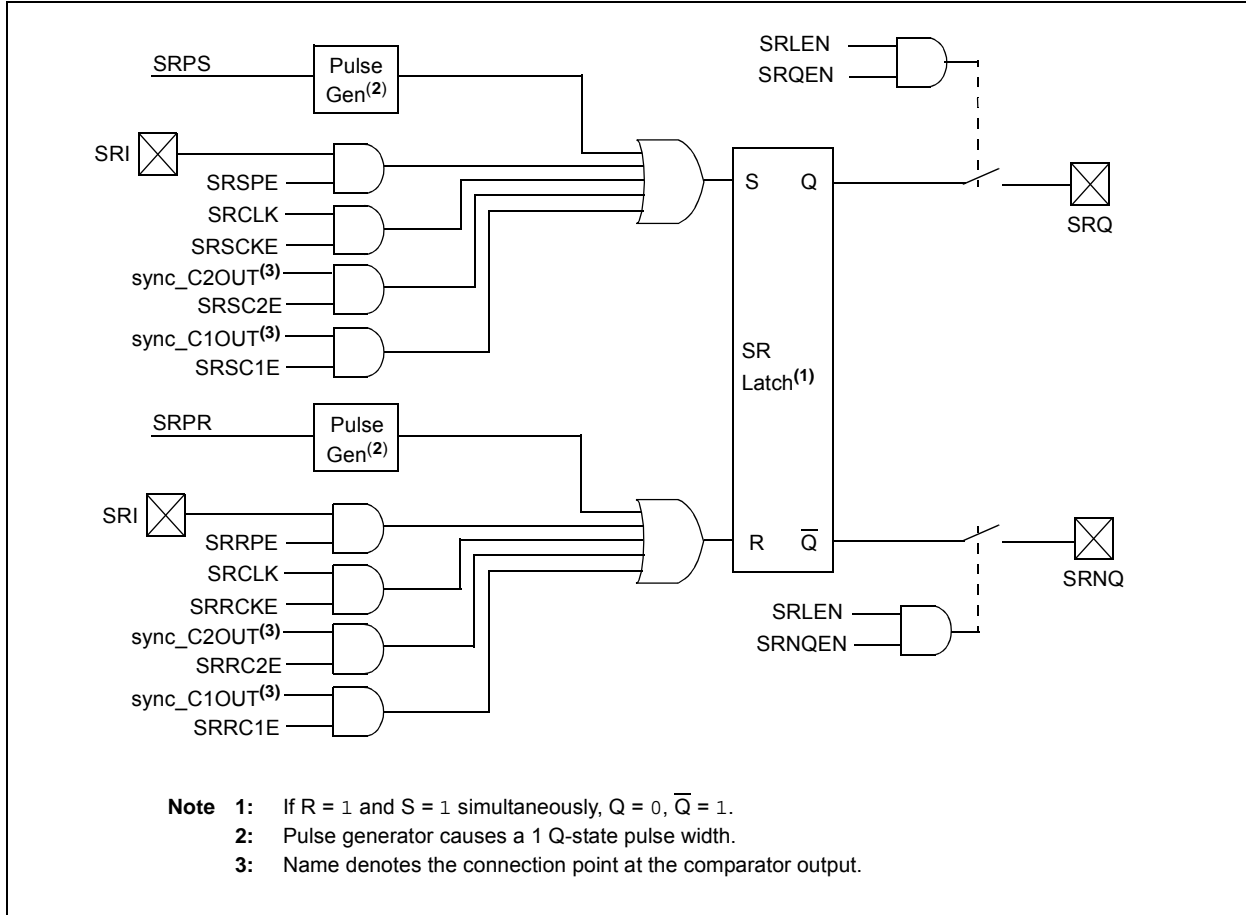 SRPS
Pulse
Gen(2)
SRI
SRSPE
SRCLK
SRSCKE
sync_C2OUT(3)
SRSC2E
sync_C1OUT(3)
SRSC1E
SRPR
Pulse
Gen(2)
SRI
SRRPE
SRCLK
SRRCKE
sync_C2OUT(3)
SRRC2E
sync_C1OUT(3)
SRRC1E
S Q
SR
Latch(1)
R Q̅
SRLEN
SRQEN
SRQ
SRLEN
SRNQEN
SRNQ
Note 1: If R = 1 and S = 1 simultaneously, Q = 0, Q̅ = 1.
2: Pulse generator causes a 1 Q-state pulse width.
3: Name denotes the connection point at the comparator output.